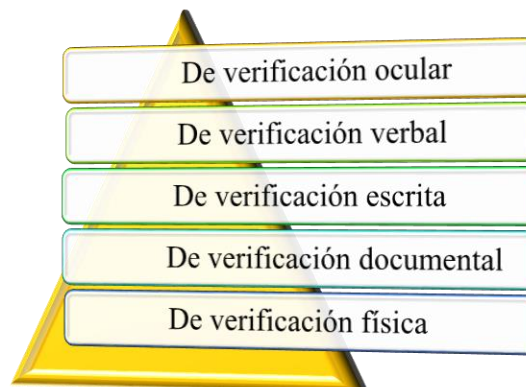 De verificación ocular
De verificación verbal
De verificación escrita
De verificación documental
De verificación física